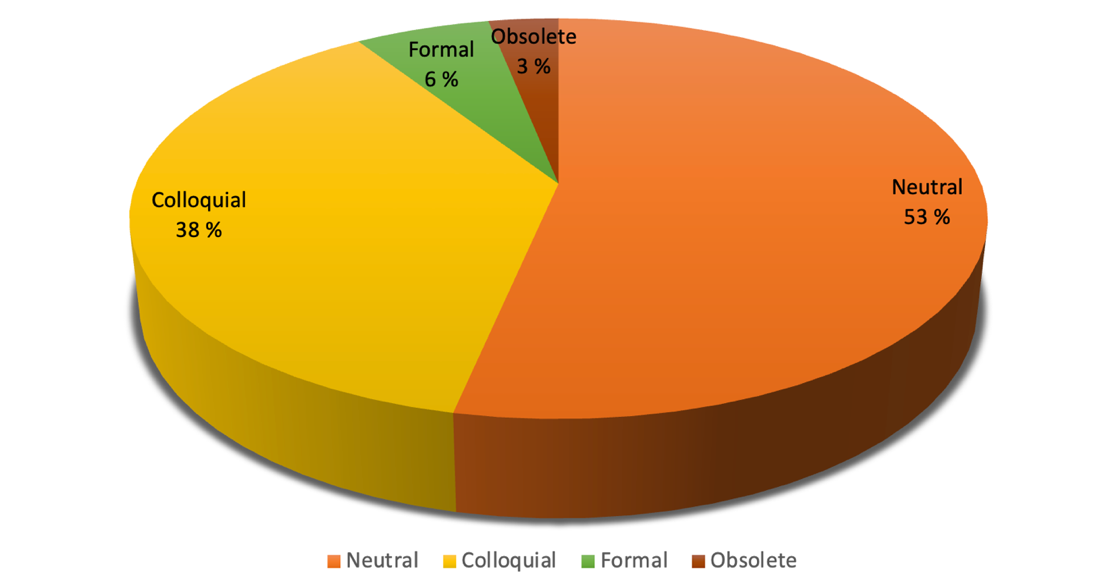 Obsolete
3 %
Formal
6 %
Neutral
53 %
Colloquial
38 %
Neutral Colloquial Formal Obsolete